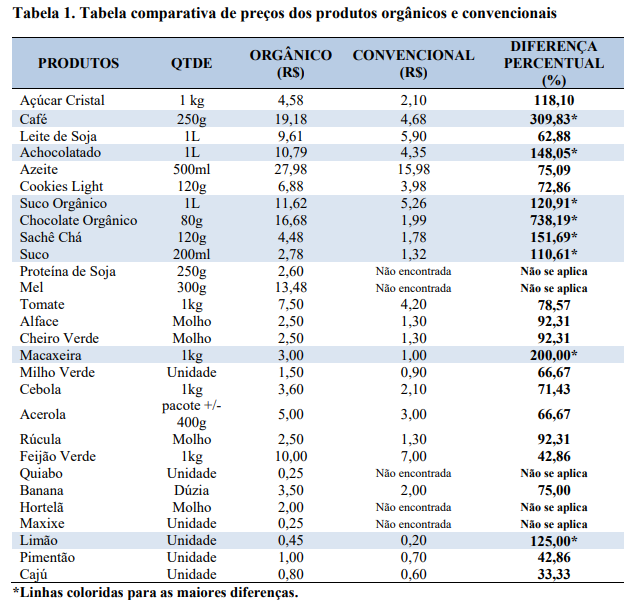 Tabela 1. Tabela comparativa de preços dos produtos orgânicos e convencionais
PRODUTOS QTDE ORGÂNICO (R$) CONVENCIONAL (R$) DIFERENÇA PERCENTUAL (%)
Açúcar Cristal 1 kg 4,58 2,10 118,10
Café 250g 19,18 4,68 309,83*
Leite de Soja 1L 9,61 5,90 62,88
Achocolatado 1L 10,79 4,35 148,05*
Azeite 500ml 27,98 15,98 75,09
Cookies Light 120g 6,88 3,98 72,86
Suco Orgânico 1L 11,62 5,26 120,91*
Chocolate Orgânico 80g 16,68 1,99 738,19*
Sachê Chá 120g 4,48 1,78 151,69*
Suco 200ml 2,78 1,32 110,61*
Proteína de Soja 250g 2,60 Não encontrada Não se aplica
Mel 300g 13,48 Não encontrada Não se aplica
Tomate 1kg 7,50 4,20 78,57
Alface Molho 2,50 1,30 92,31
Cheiro Verde Molho 2,50 1,30 92,31
Macaxeira 1kg 3,00 1,00 200,00*
Milho Verde Unidade 1,50 0,90 66,67
Cebola 1kg 3,60 2,10 71,43
Acerola pacote +/- 400g 5,00 3,00 66,67
Rúcula Molho 2,50 1,30 92,31
Feijão Verde 1kg 10,00 7,00 42,86
Quiabo Unidade 0,25 Não encontrada Não se aplica
Banana Dúzia 3,50 2,00 75,00
Hortelã Molho 2,00 Não encontrada Não se aplica
Maxixe Unidade 0,25 Não encontrada Não se aplica
Limão Unidade 0,45 0,20 125,00*
Pimentão Unidade 1,00 0,70 42,86
Cajú Unidade 0,80 0,60 33,33
*Linhas coloridas para as maiores diferenças.